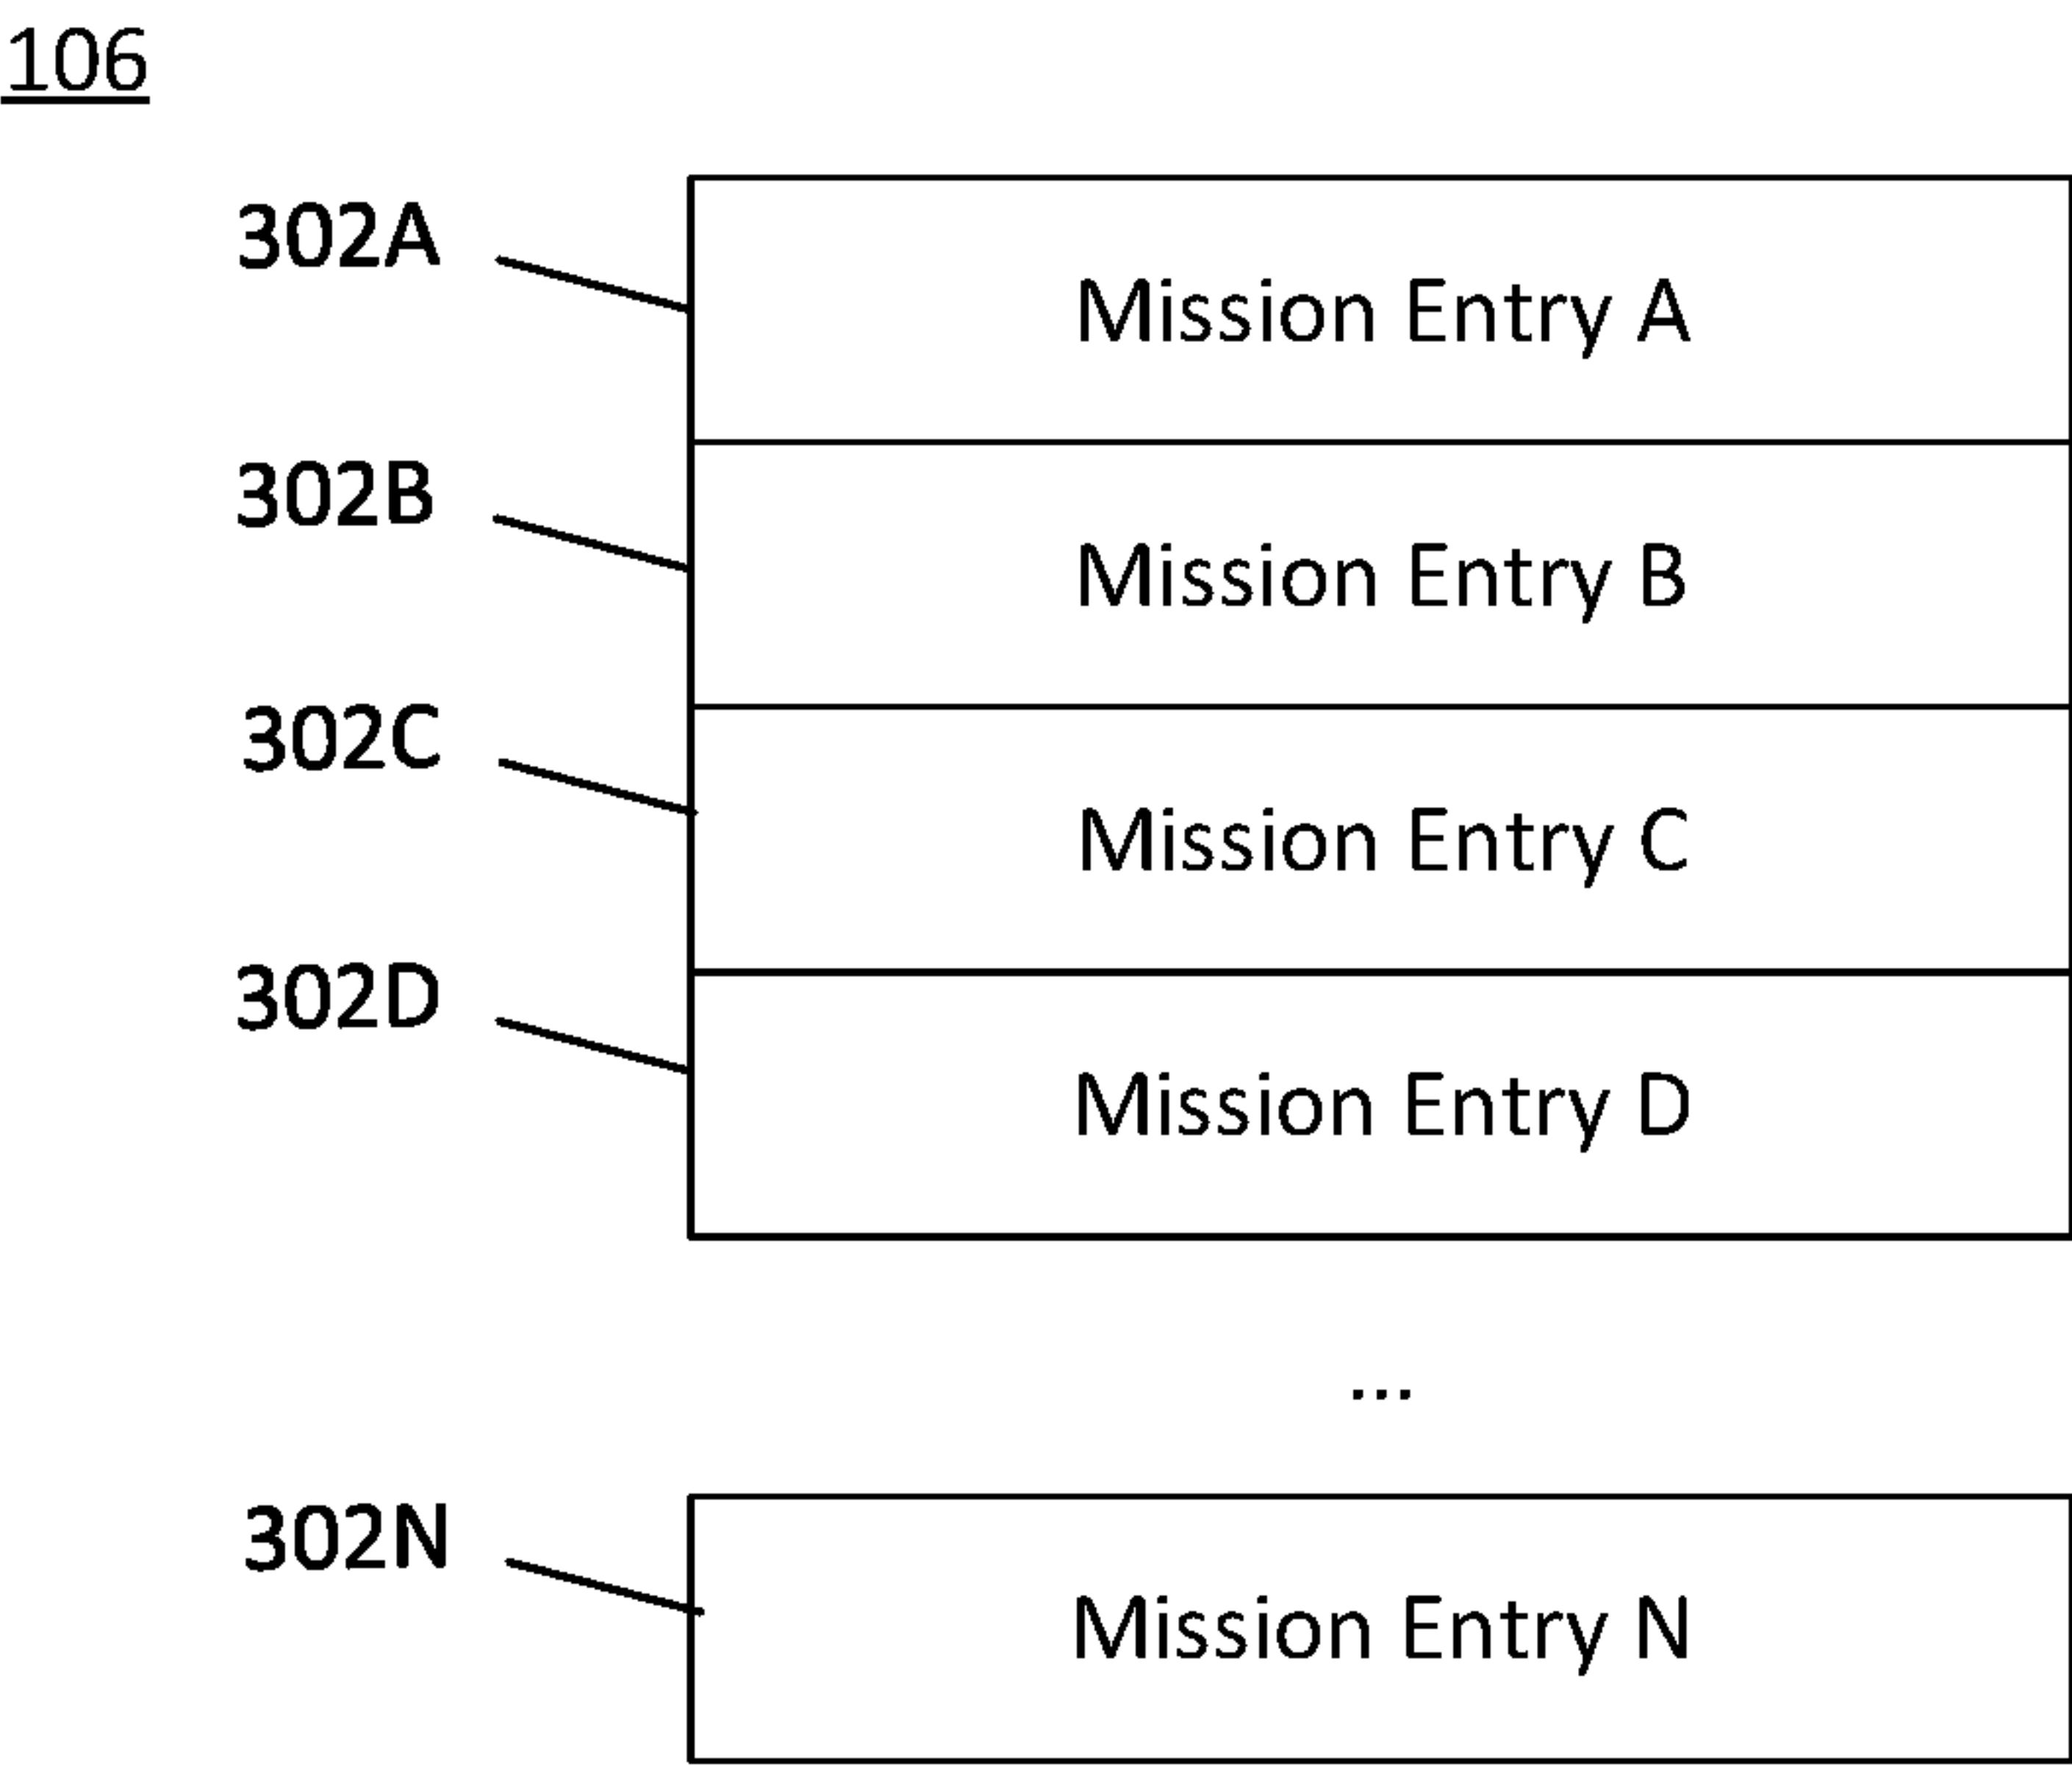 106
302A
Mission Entry A
302B
Mission Entry B
302C
Mission Entry C
302D
Mission Entry D
...
302N
Mission Entry N